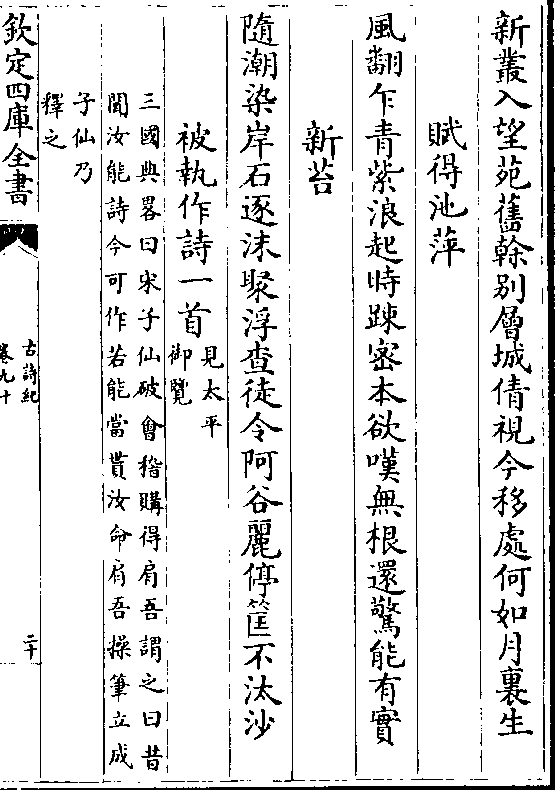 新叢入望苑舊榦別層城倩視今移處何如月裏生
賦得池萍
風翻乍青紫浪起時踈密本欲嘆無根還驚能有實
新苔
隨潮染岸石逐沫聚浮查徒令阿谷麗停筐不汰沙
被執作詩一首見太平
御覽
三國典畧曰宋子仙破會稽購得肩吾謂之曰昔
聞汝能詩今可作若能當貰汝命肩吾操筆立成
子仙乃
釋之
欽定四庫全書
古詩紀
卷九十
二十